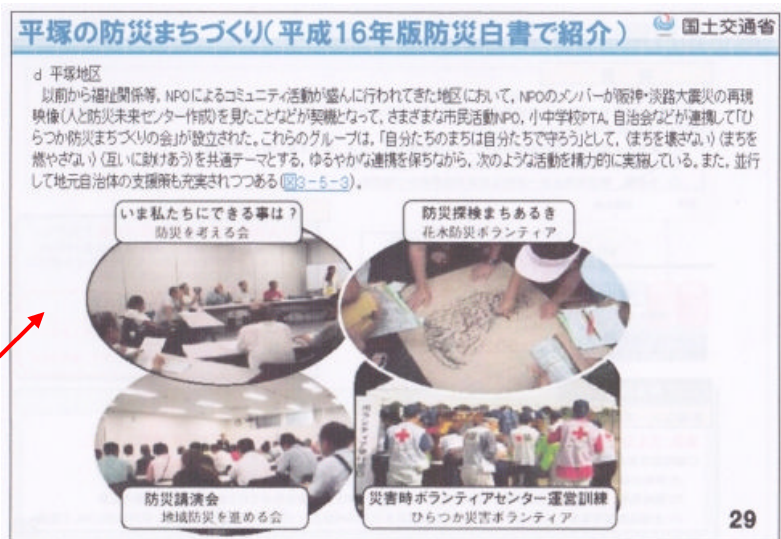 平塚の防災まちづくり(平成16年版防災白書で紹介)
国土交通省
d 平塚地区
以前から福祉関係等,NPOによるコミュニティ活動が盛んに行われてきた地区において,NPOのメンバーが阪神・淡路大震災の再現
映像(人と防災未来センター作成)を見たことなどが契機となって,さまざまな市民活動NPO,小中学校PTA,自治会などが連携して「ひ
らつか防災まちづくりの会」が設立された。これらのグループは,「自分たちのまちは自分たちで守ろう」として,〈まちを壊さない〉〈まちを
燃やさない〉〈互いに助けあう〉を共通テーマとする,ゆるやかな連携を保ちながら,次のような活動を精力的に実施している。また,並行
して地元自治体の支援策も充実されつつある(図3-5-3)。
いま私たちにできる事は?
防災を考える会
防災探検まちあるき
花水防災ボランティア
防災講演会
地域防災を進める会
災害時ボランティアセンター運営訓練
ひらつか災害ボランティア
29